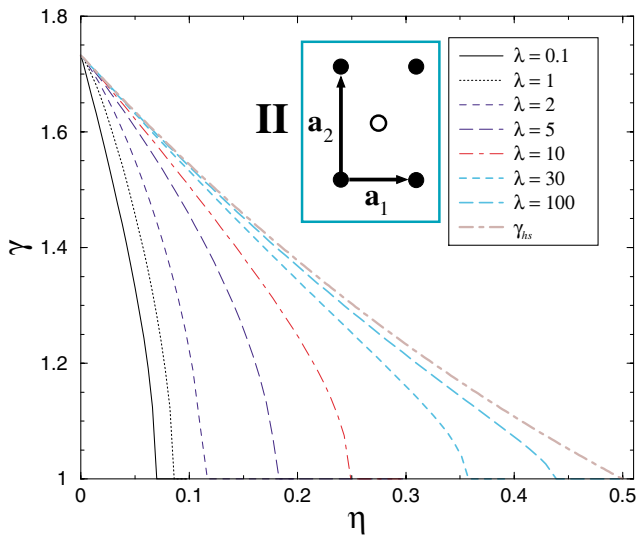 1.8
1.6
1.4
1.2
1
γ
0
0.1
0.2
0.3
0.4
0.5
η
II
a₂
a₁
λ = 0.1
λ = 1
λ = 2
λ = 5
λ = 10
λ = 30
λ = 100
γₕₛ